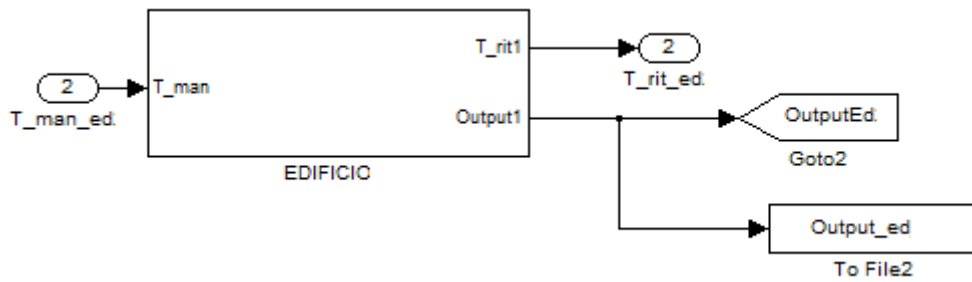 T_rit1
2
T_rit_ed
2
T_man
T_man_ed
Output1
OutputEd
EDIFICIO
Goto2
Output_ed
To File2